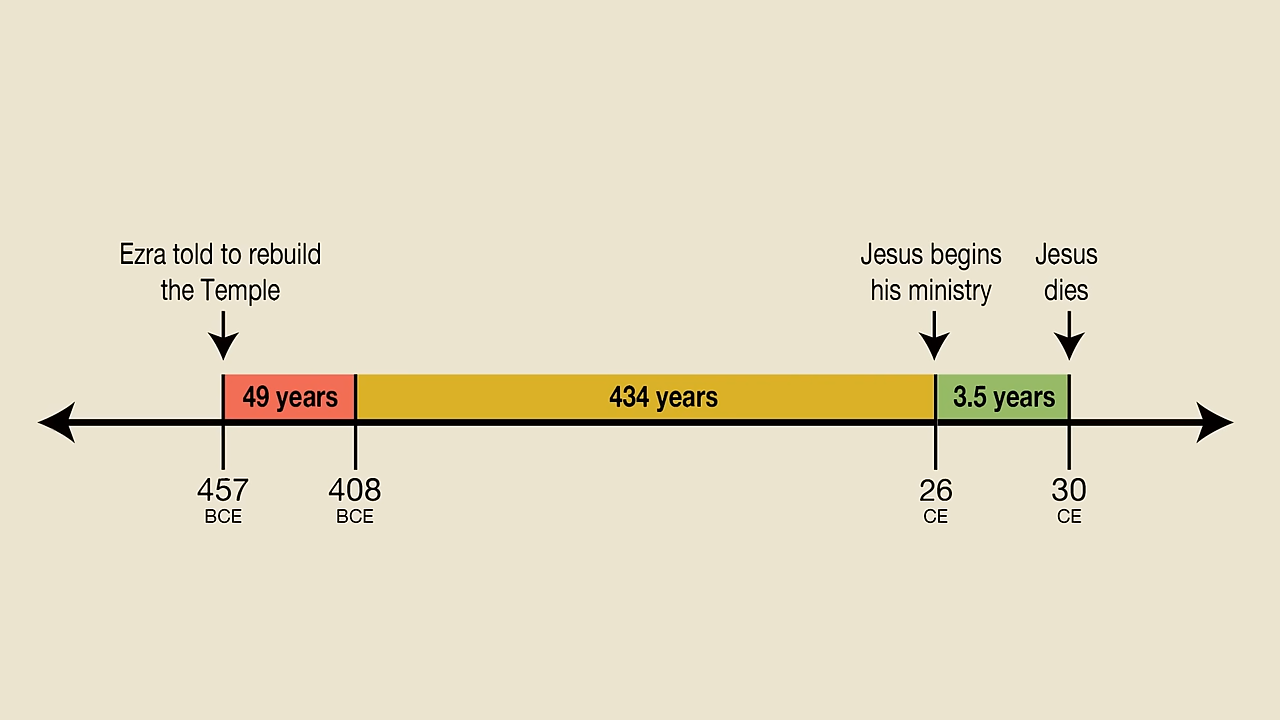 Ezra told to rebuild
the Temple
Jesus begins
his ministry
Jesus
dies
49 years
434 years
3.5 years
457
BCE
408
BCE
26
CE
30
CE